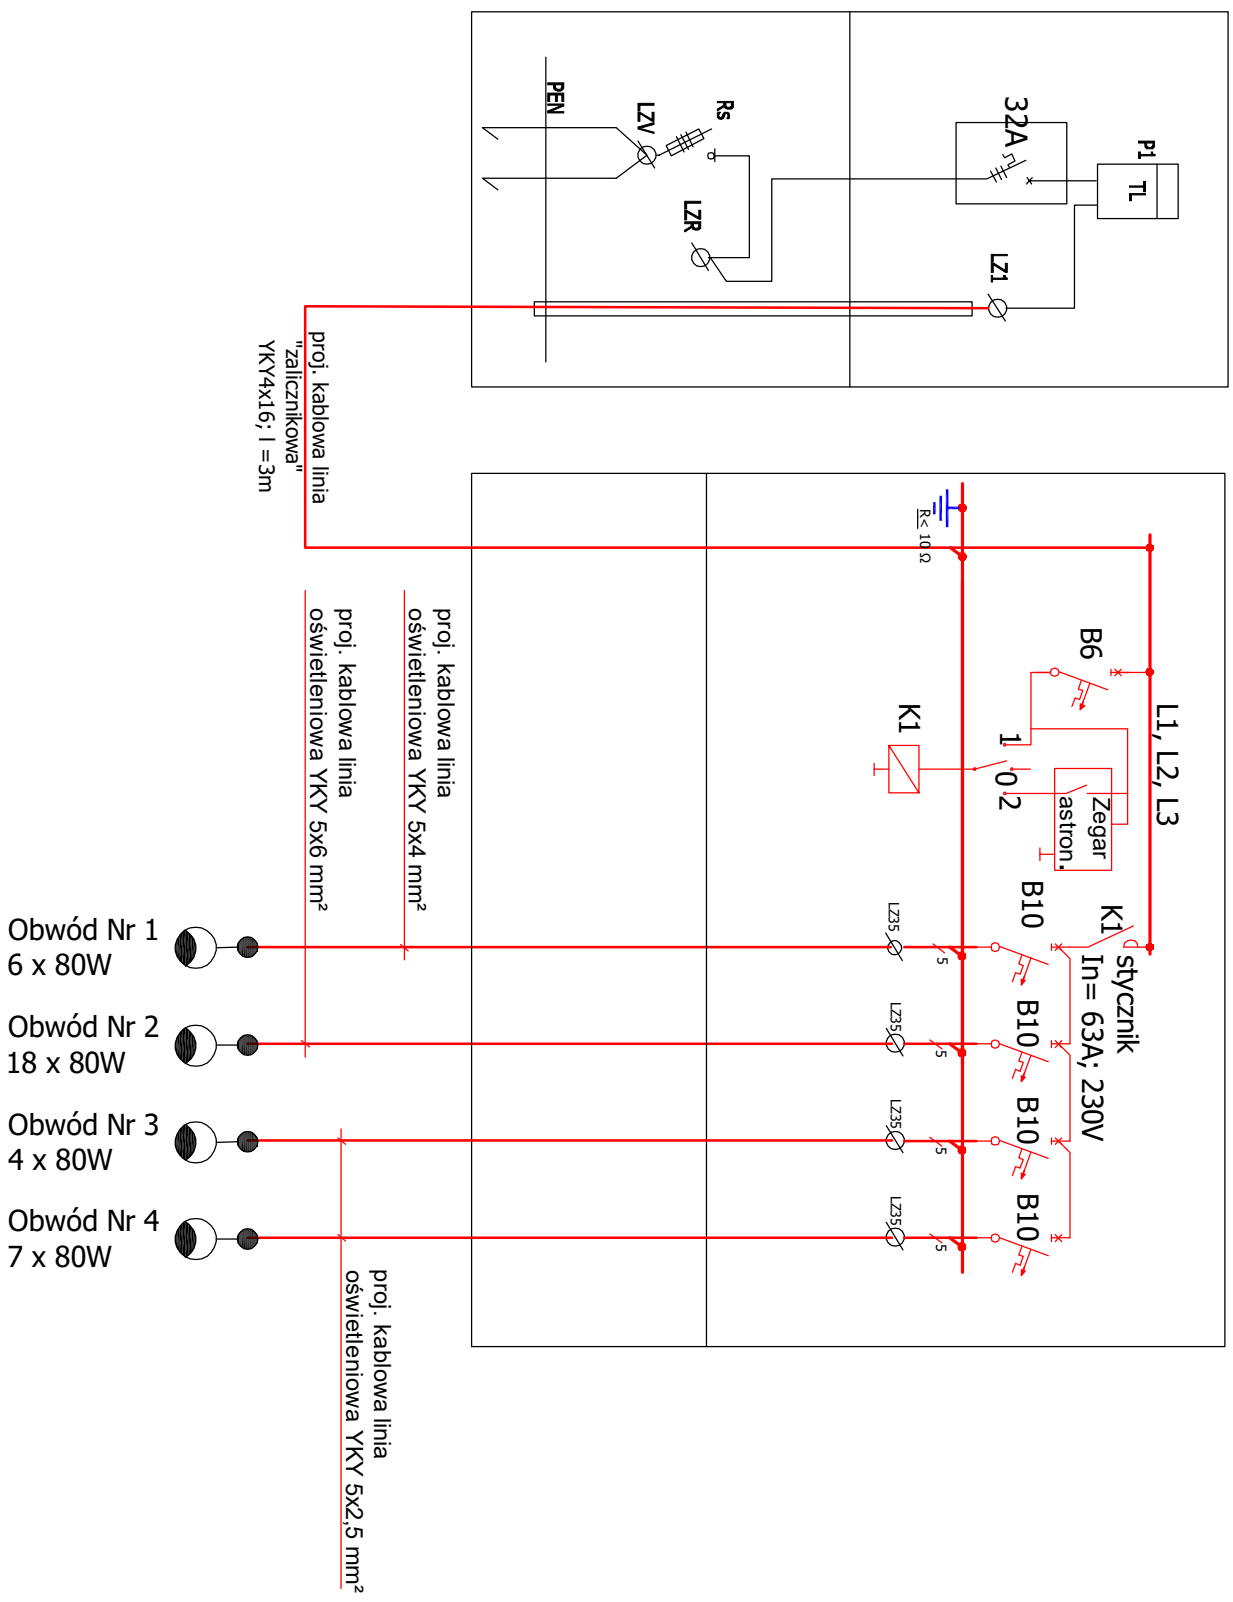 PEN
LZV
Rs
LZR
32A
P1
TL
LZ1
proj. kablowa linia
"zalicznikowa"
YKY4x16; l =3m
R< 10 Ω
B6
L1, L2, L3
K1
1
0
2
Zegar
astron.
K1
stycznik
In= 63A; 230V
B10
B10
B10
B10
LZ35
LZ35
LZ35
LZ35
5
5
5
5
proj. kablowa linia
oświetleniowa YKY 5x4 mm²
proj. kablowa linia
oświetleniowa YKY 5x6 mm²
Obwód Nr 1
6 x 80W
Obwód Nr 2
18 x 80W
Obwód Nr 3
4 x 80W
Obwód Nr 4
7 x 80W
proj. kablowa linia
oświetleniowa YKY 5x2,5 mm²